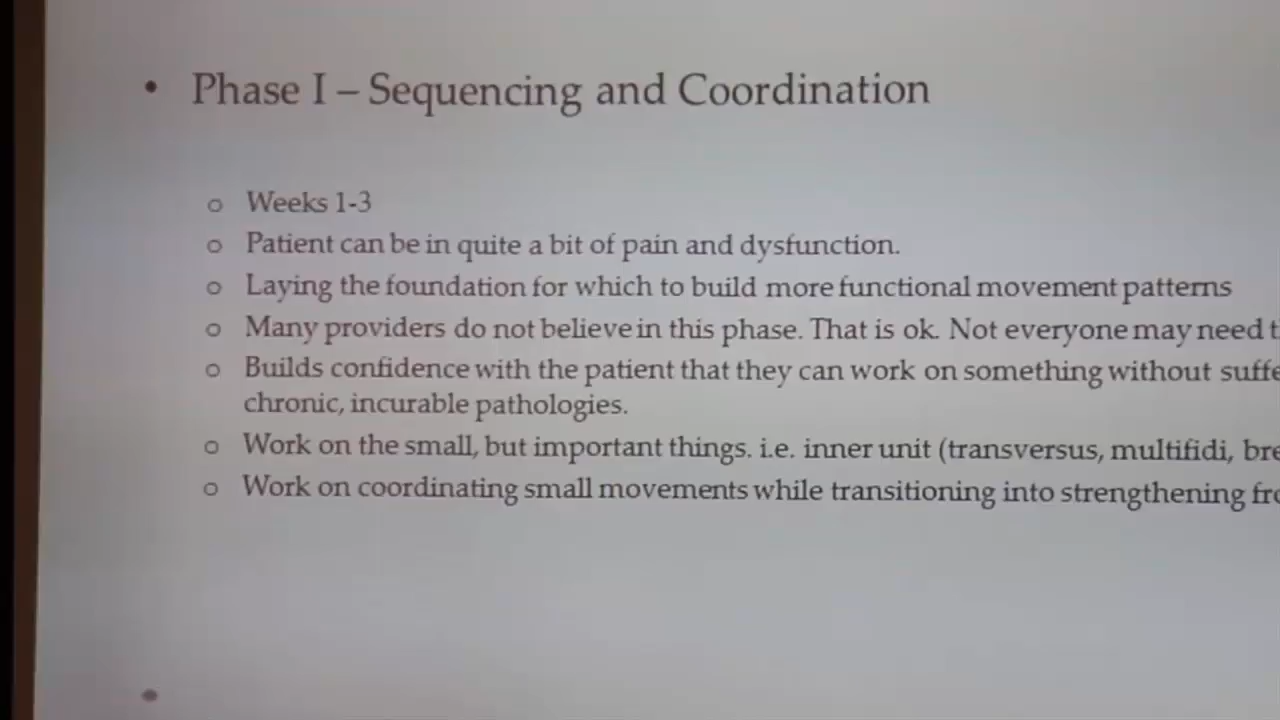 • Phase I – Sequencing and Coordination
o Weeks 1-3
o Patient can be in quite a bit of pain and dysfunction.
o Laying the foundation for which to build more functional movement patterns
o Many providers do not believe in this phase. That is ok. Not everyone may need
o Builds confidence with the patient that they can work on something without
chronic, incurable pathologies.
o Work on the small, but important things. i.e. inner unit (transversus, multifidi,
o Work on coordinating small movements while transitioning into strengthening